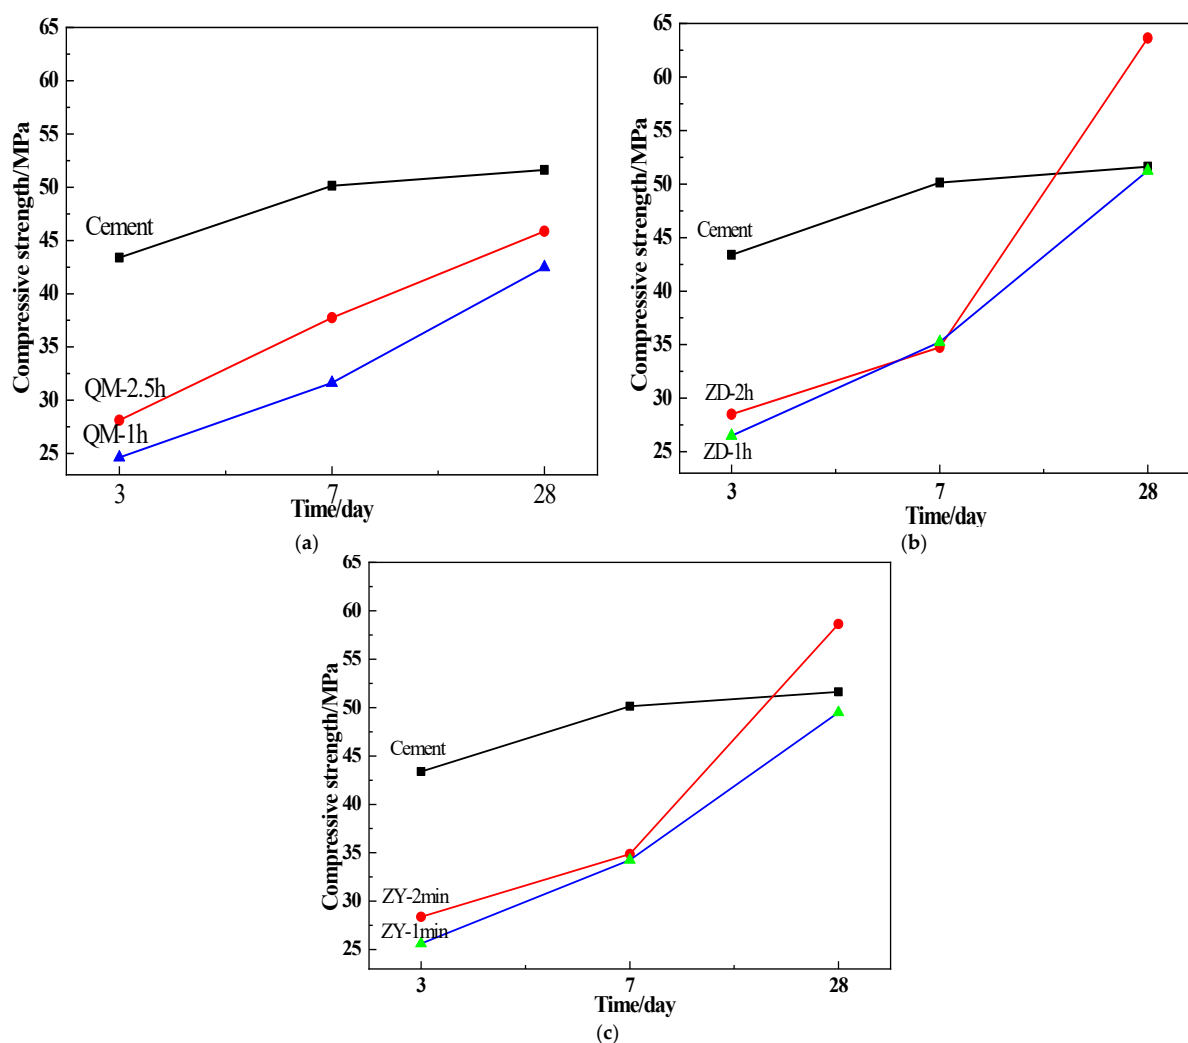 65
60
55
50
45
40
35
30
25
Compressive strength/MPa
Cement
QM-2.5h
QM-1h
3
7
28
Time/day
(a)
65
60
55
50
45
40
35
30
25
Compressive strength/MPa
Cement
ZD-2h
ZD-1h
3
7
28
Time/day
(b)
65
60
55
50
45
40
35
30
25
Compressive strength/MPa
Cement
ZY-2min
ZY-1min
3
7
28
Time/day
(c)